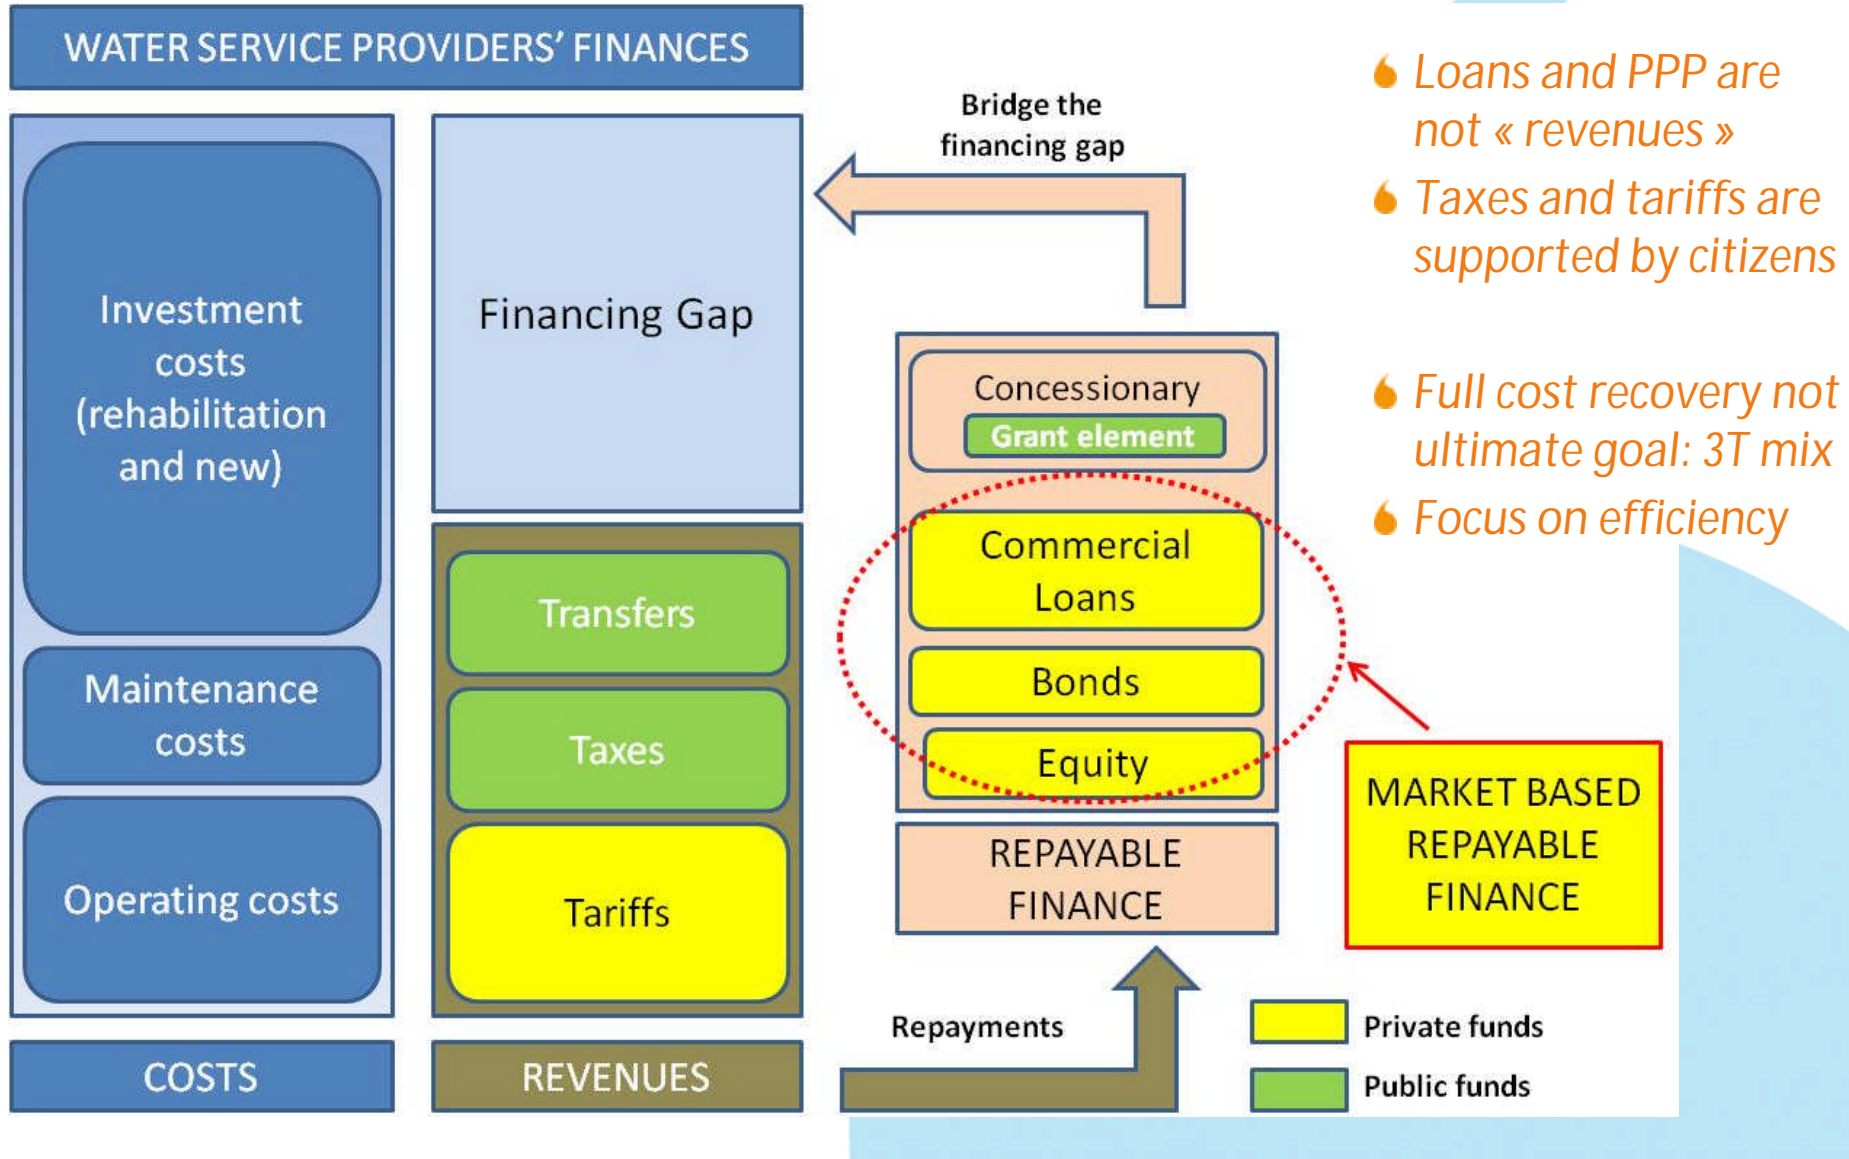 WATER SERVICE PROVIDERS’ FINANCES
Investment
costs
(rehabilitation
and new)
Maintenance
costs
Operating costs
COSTS
Financing Gap
Transfers
Taxes
Tariffs
REVENUES
Bridge the
financing gap
Concessionary
Grant element
Commercial
Loans
Bonds
Equity
REPAYABLE
FINANCE
Repayments
MARKET BASED
REPAYABLE
FINANCE
Private funds
Public funds
Loans and PPP are
not « revenues »
Taxes and tariffs are
supported by citizens
Full cost recovery not
ultimate goal: 3T mix
Focus on efficiency